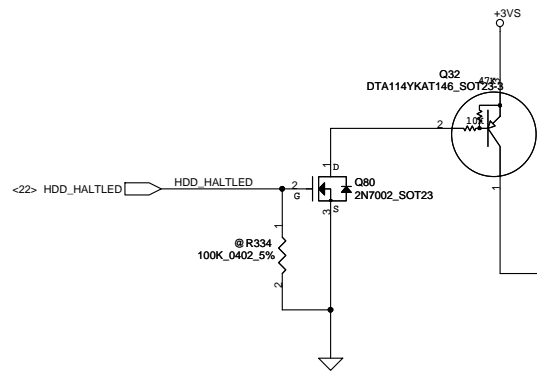 +3VS
Q32
47K
3
DTA114YKAT146_SOT23-3
10K
2
1
D
Q80
2N7002_SOT23
<22> HDD_HALTLED
HDD_HALTLED
2
G
S
3
1
1
@ R334
100K_0402_5%
2